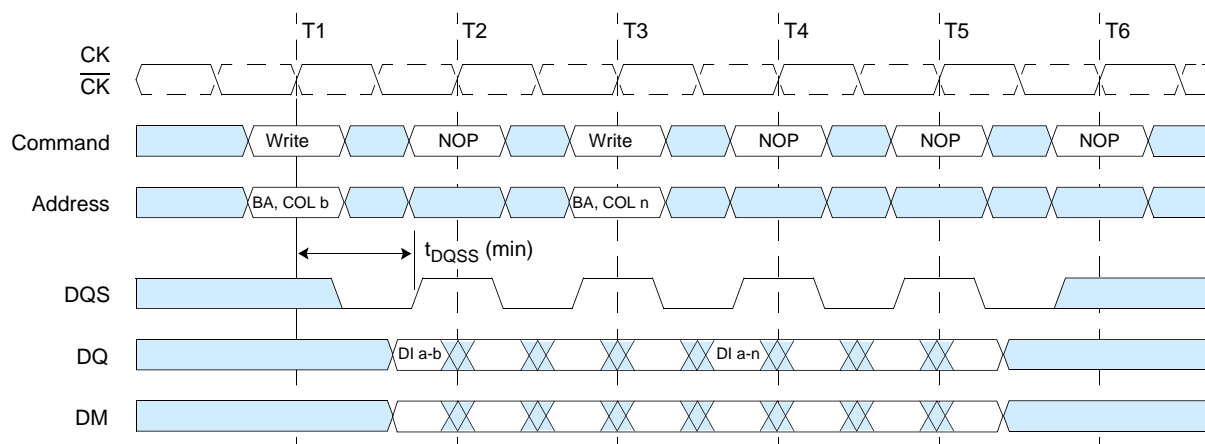 T1 T2 T3 T4 T5 T6
CK
CK
Command Write NOP Write NOP NOP NOP
Address BA, COL b BA, COL n
tDQSS (min)
DQS
DQ DI a-b DI a-n
DM